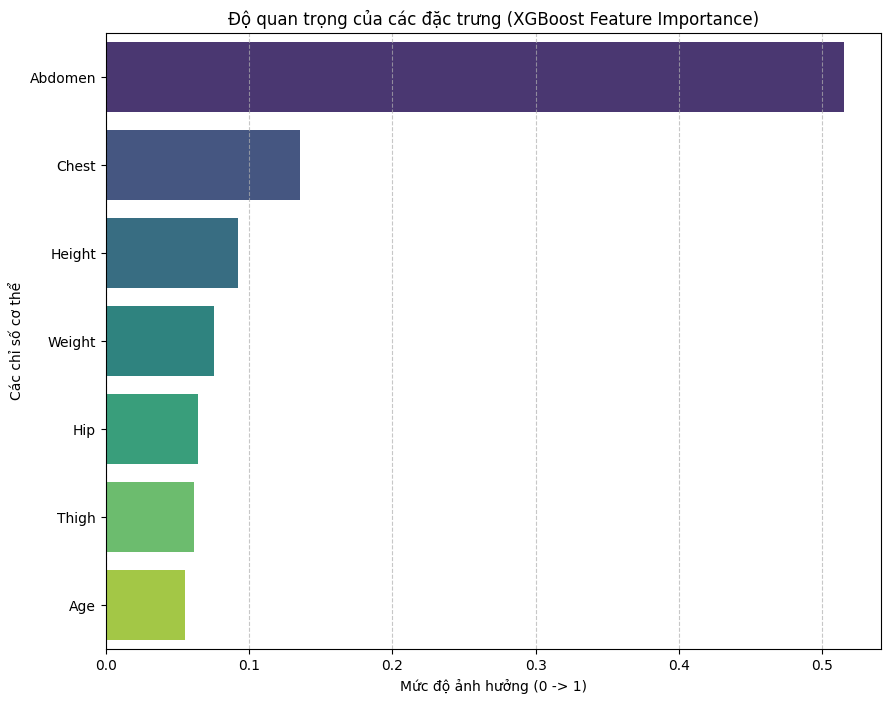 Độ quan trọng của các đặc trưng (XGBoost Feature Importance)
Các chỉ số cơ thể
Abdomen
Chest
Height
Weight
Hip
Thigh
Age
0.0 0.1 0.2 0.3 0.4 0.5
Mức độ ảnh hưởng (0 -> 1)